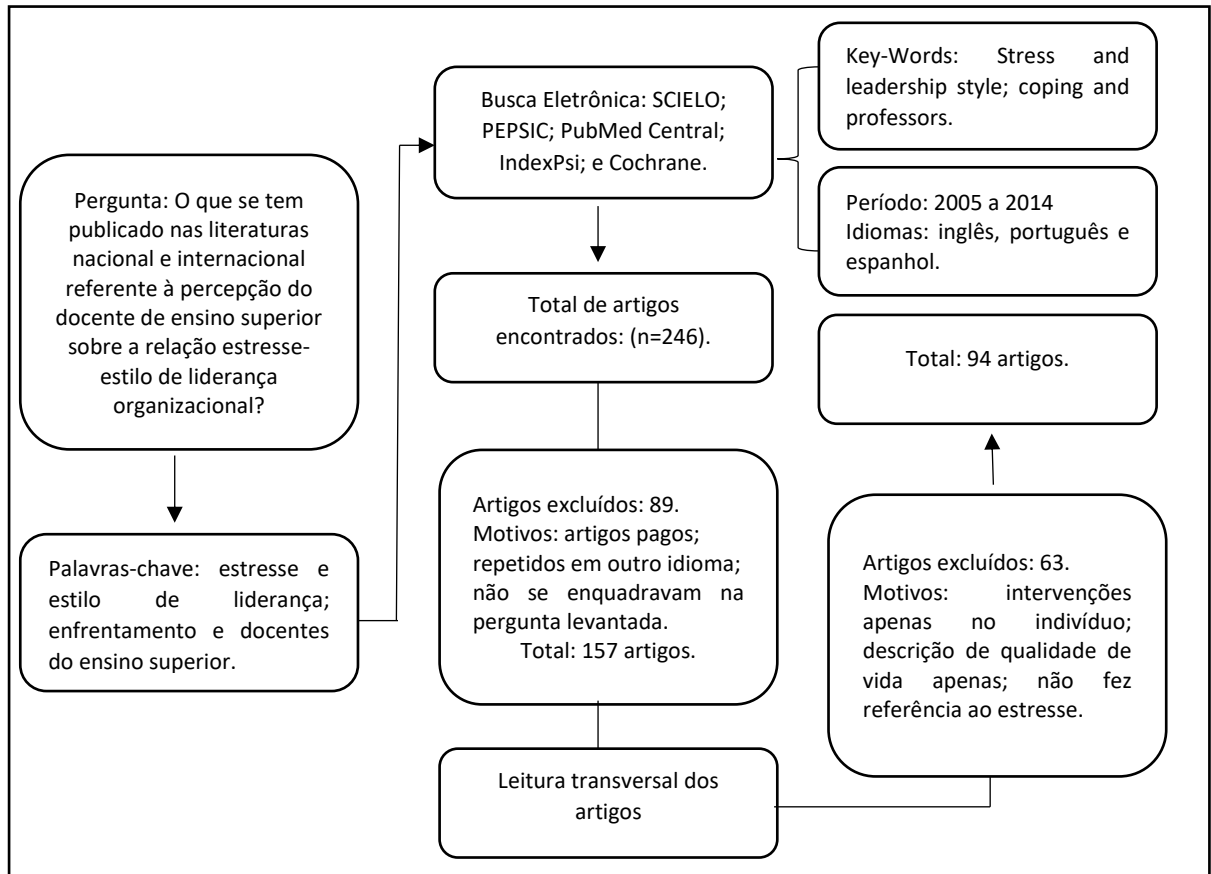 Pergunta: O que se tem
publicado nas literaturas
nacional e internacional
referente à percepção do
docente de ensino superior
sobre a relação estresse-
estilo de liderança
organizacional?
Palavras-chave: estresse e
estilo de liderança;
enfrentamento e docentes
do ensino superior.
Busca Eletrônica: SCIELO;
PEPSIC; PubMed Central;
IndexPsi; e Cochrane.
Key-Words: Stress and
leadership style; coping and
professors.
Período: 2005 a 2014
Idiomas: inglês, português e
espanhol.
Total de artigos
encontrados: (n=246).
Artigos excluídos: 89.
Motivos: artigos pagos;
repetidos em outro idioma;
não se enquadravam na
pergunta levantada.
Total: 157 artigos.
Leitura transversal dos
artigos
Artigos excluídos: 63.
Motivos: intervenções
apenas no indivíduo;
descrição de qualidade de
vida apenas; não fez
referência ao estresse.
Total: 94 artigos.